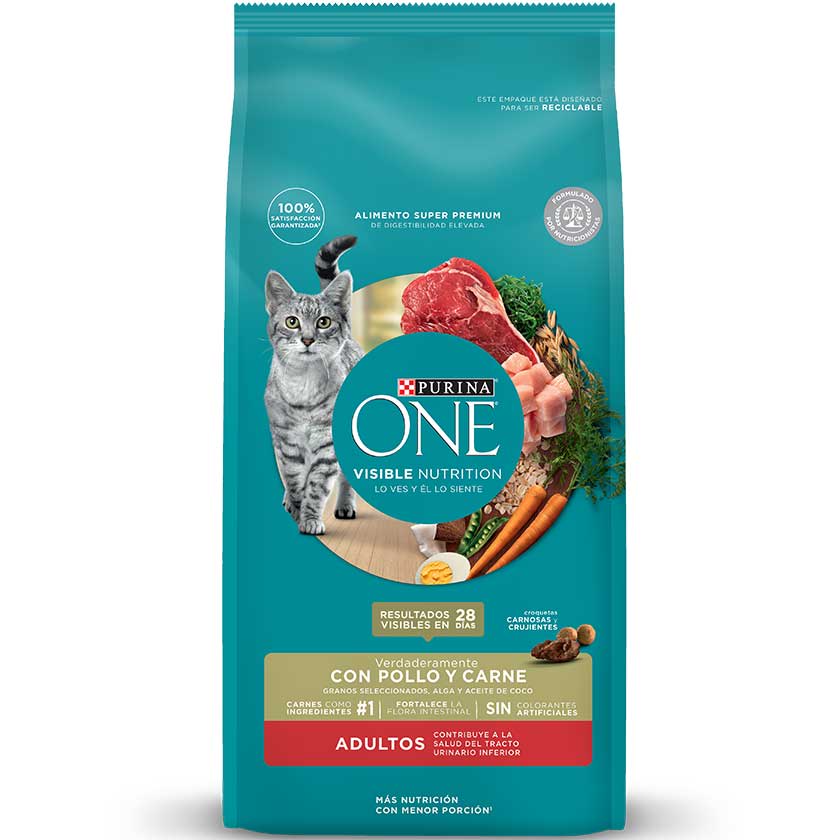 ESTE EMPAQUE ESTÁ DISEÑADO
PARA SER RECICLABLE
100%
SATISFACCIÓN
GARANTIZADA¹
ALIMENTO SUPER PREMIUM
DE DIGESTIBILIDAD ELEVADA
FORMULADO
POR NUTRICIONISTAS
PURINA
ONE
VISIBLE NUTRITION
LO VES Y ÉL LO SIENTE
RESULTADOS
VISIBLES EN 28 DÍAS
croquetas
CARNOSAS y
CRUJIENTES
Verdaderamente
CON POLLO Y CARNE
GRANOS SELECCIONADOS, ALGA Y ACEITE DE COCO
CARNES COMO
INGREDIENTES #1
FORTALECE LA
FLORA INTESTINAL
SIN COLORANTES
ARTIFICIALES
ADULTOS
CONTRIBUYE A LA
SALUD DEL TRACTO
URINARIO INFERIOR
MÁS NUTRICIÓN
CON MENOR PORCIÓN¹